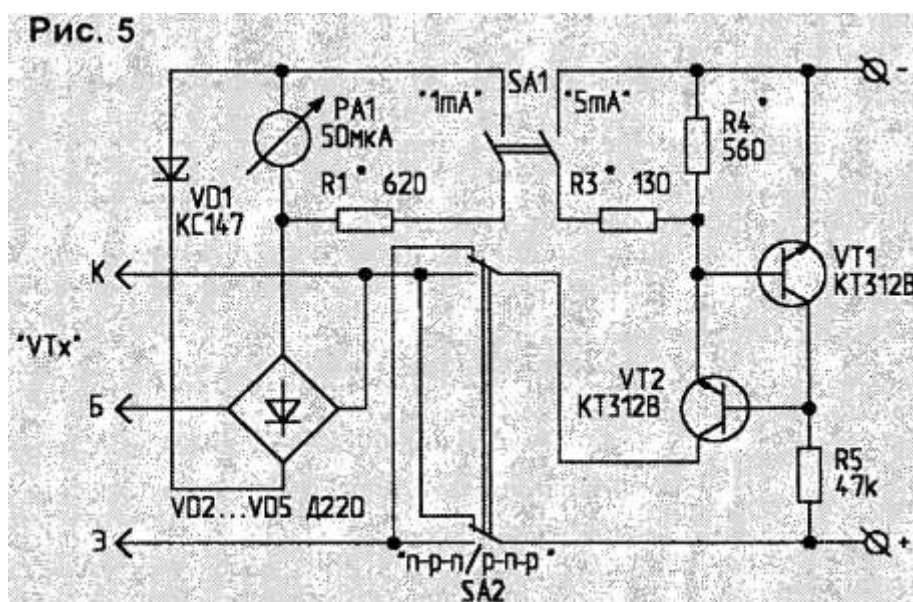 Рис. 5
-
"1mA"
SA1
"5mA"
PA1
50мкА
R4*
560
R1* 620
R3* 130
VD1
КС147
К
VT1
КТ312В
"VTx"
VT2
КТ312В
Б
R5
47к
VD2...VD5 Д220
Э
+
"n-p-n/p-n-p"
SA2